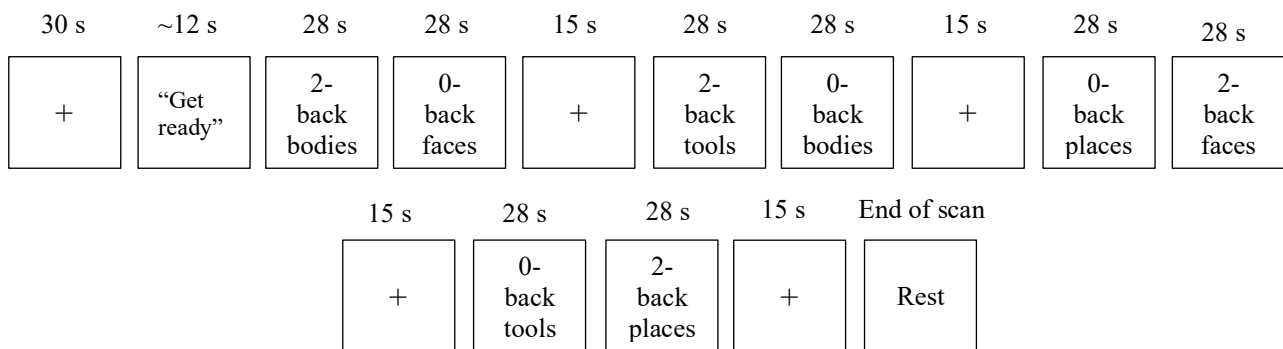 30 s ~12 s 28 s 28 s 15 s 28 s 28 s 15 s 28 s 28 s
+ “Get ready” 2-back bodies 0-back faces + 2-back tools 0-back bodies + 0-back places 2-back faces
15 s 28 s 28 s 15 s End of scan
+ 0-back tools 2-back places + Rest